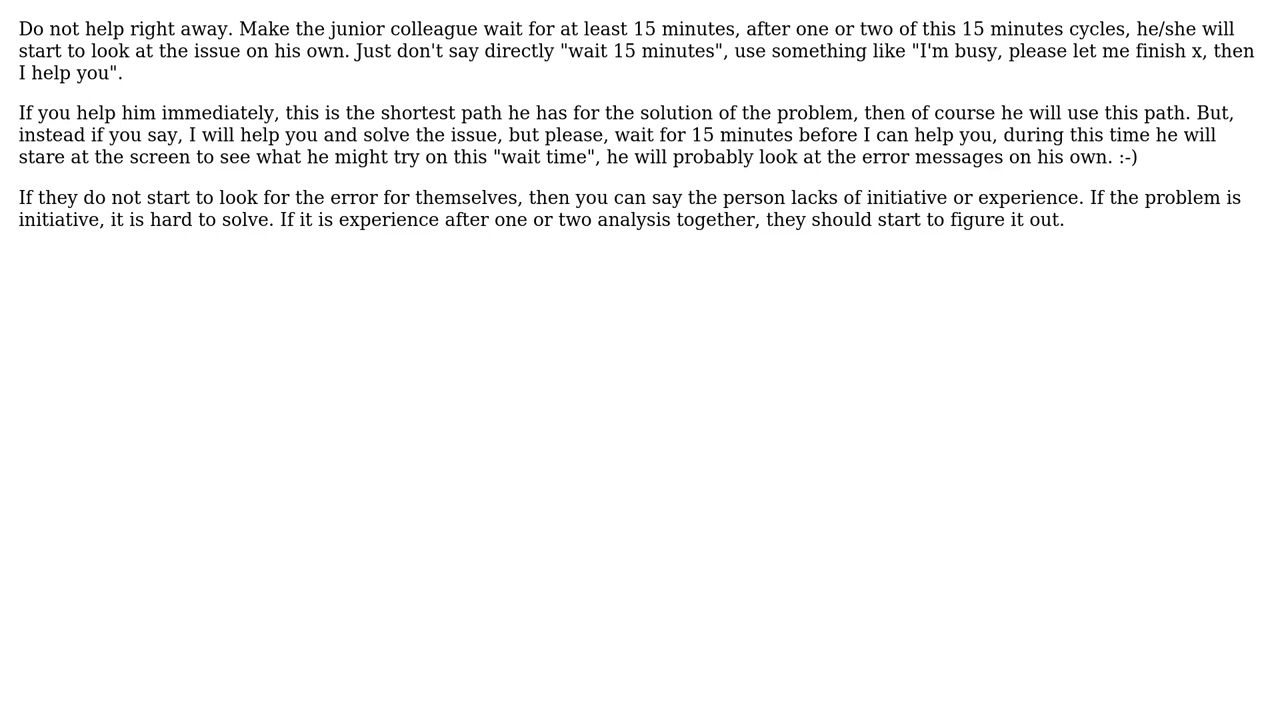 Do not help right away. Make the junior colleague wait for at least 15 minutes, after one or two of this 15 minutes cycles, he/she will
start to look at the issue on his own. Just don't say directly "wait 15 minutes", use something like "I'm busy, please let me finish x, then
I help you".
If you help him immediately, this is the shortest path he has for the solution of the problem, then of course he will use this path. But,
instead if you say, I will help you and solve the issue, but please, wait for 15 minutes before I can help you, during this time he will
stare at the screen to see what he might try on this "wait time", he will probably look at the error messages on his own. :-)
If they do not start to look for the error for themselves, then you can say the person lacks of initiative or experience. If the problem is
initiative, it is hard to solve. If it is experience after one or two analysis together, they should start to figure it out.